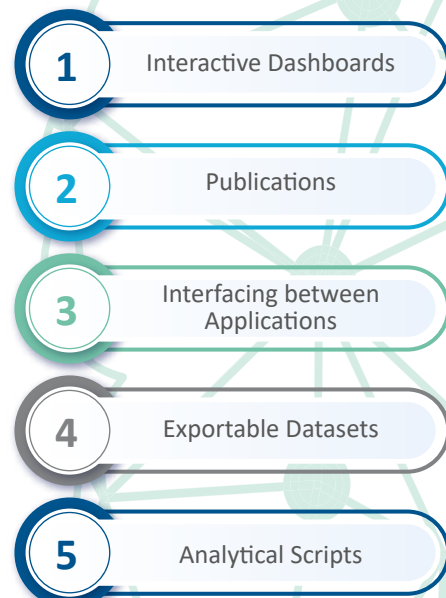 1
Interactive Dashboards
2
Publications
3
Interfacing between
Applications
4
Exportable Datasets
5
Analytical Scripts